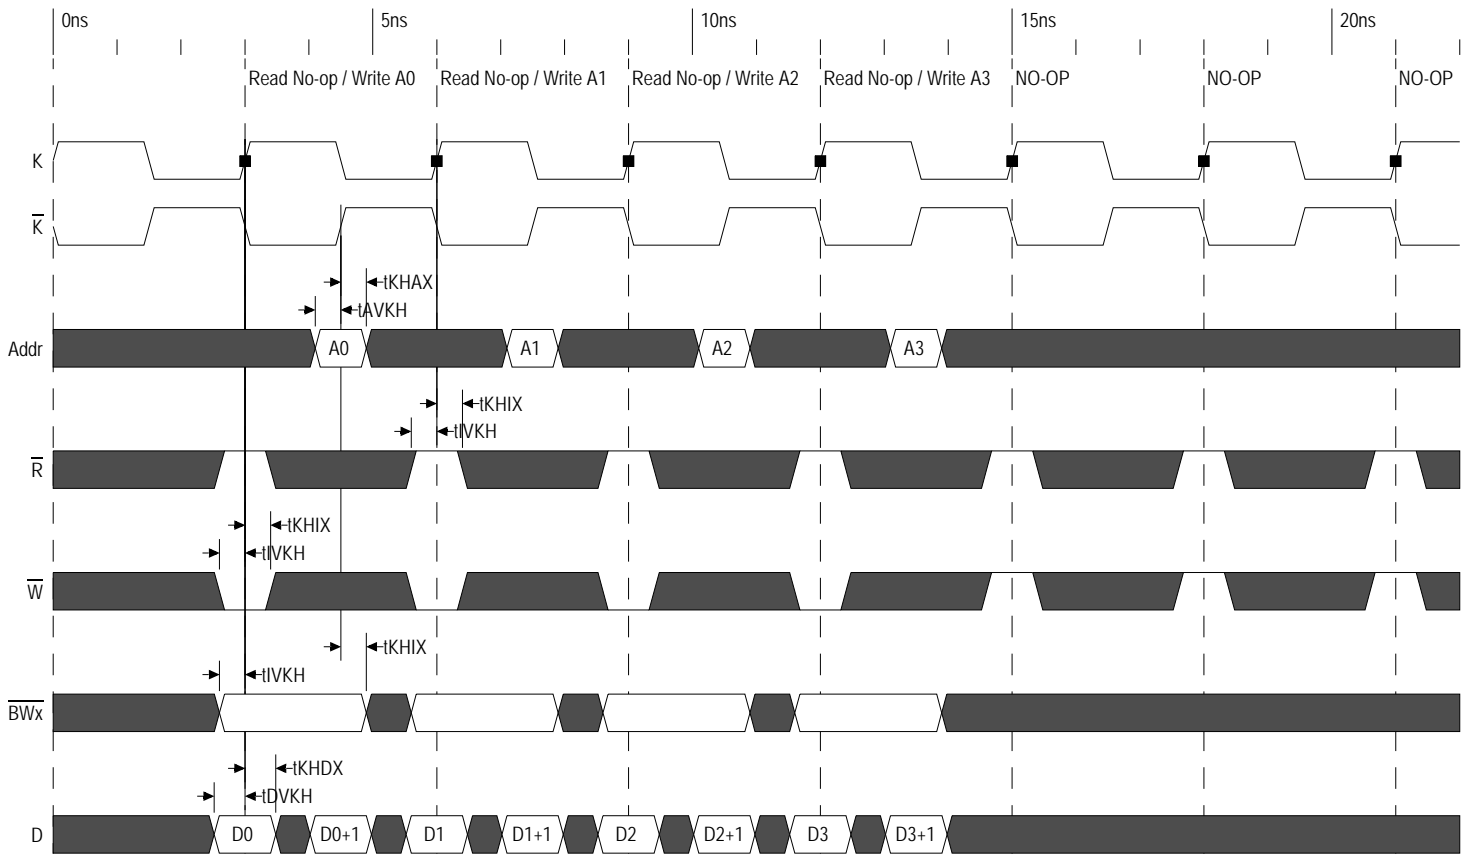 0ns 5ns 10ns 15ns 20ns
Read No-op / Write A0 Read No-op / Write A1 Read No-op / Write A2 Read No-op / Write A3 NO-OP NO-OP NO-OP
K
K̅
tKHAX
tAVKH
Addr A0 A1 A2 A3
tKHIX
tIVKH
R̅
tKHIX
tIVKH
W̅
tKHIX
tIVKH
B̅W̅x̅
tKHDX
tDVKH
D D0 D0+1 D1 D1+1 D2 D2+1 D3 D3+1